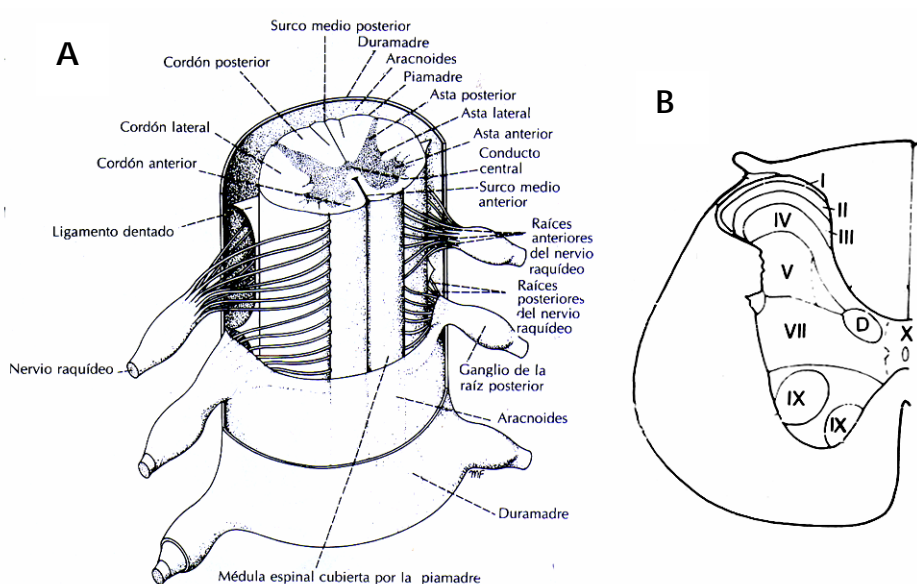 A
Surco medio posterior
Duramadre
Aracnoides
Piamadre
Asta posterior
Asta lateral
Asta anterior
Conducto
central
Surco medio
anterior
Cordón posterior
Cordón lateral
Cordón anterior
Ligamento dentado
Raíces
anteriores
del nervio
raquídeo
Raíces
posteriores
del nervio
raquídeo
Nervio raquídeo
Ganglio de la
raíz posterior
Aracnoides
MF
Duramadre
Médula espinal cubierta por la piamadre
B
I
II
III
IV
V
D
X
VII
IX
IX